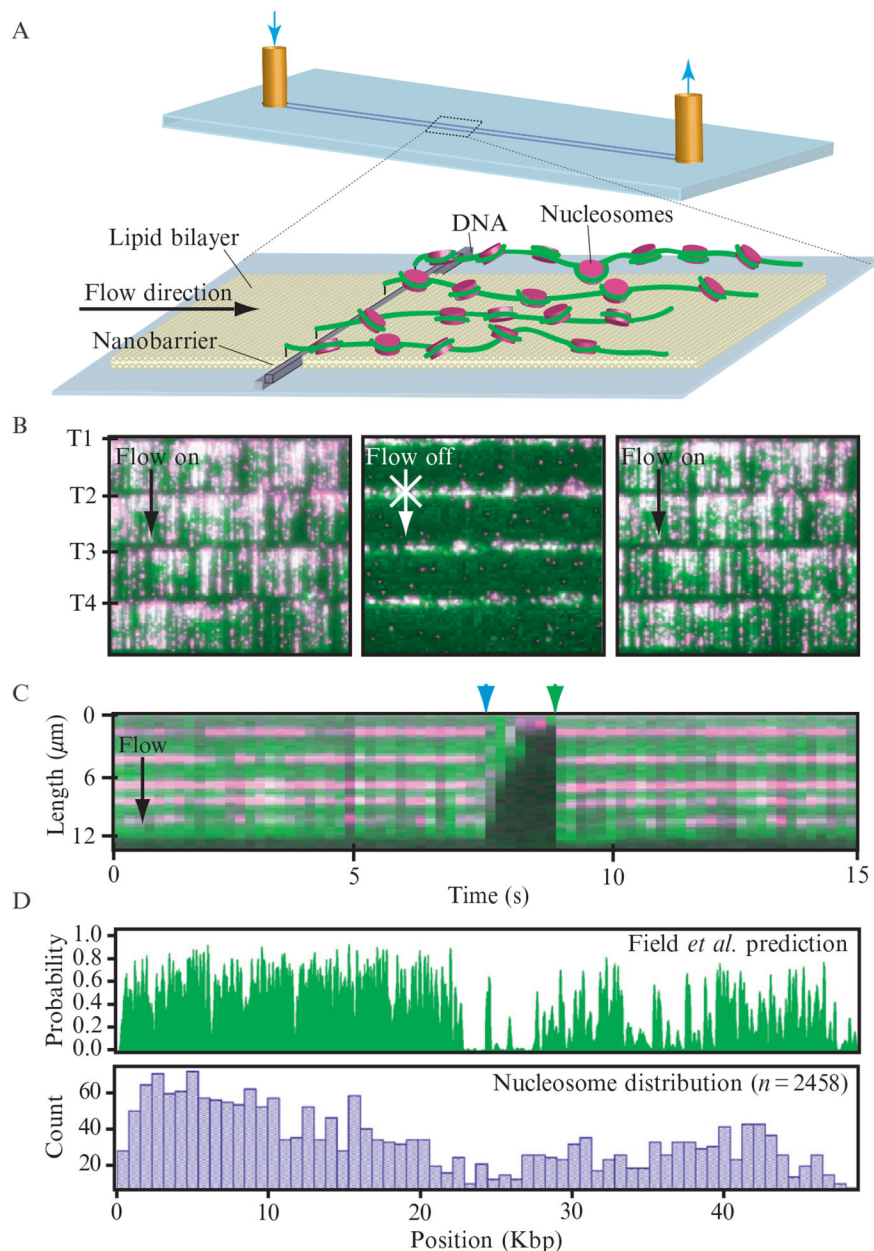 A
Lipid bilayer
DNA
Nucleosomes
Flow direction
Nanobarrier
B
T1
T2
T3
T4
Flow on
Flow off
Flow on
C
Length (μm)
0
6
12
Flow
0
5
10
15
Time (s)
D
Probability
1.0
0.8
0.6
0.4
0.2
0.0
Field et al. prediction
Count
60
40
20
Nucleosome distribution (n = 2458)
0
10
20
30
40
Position (Kbp)